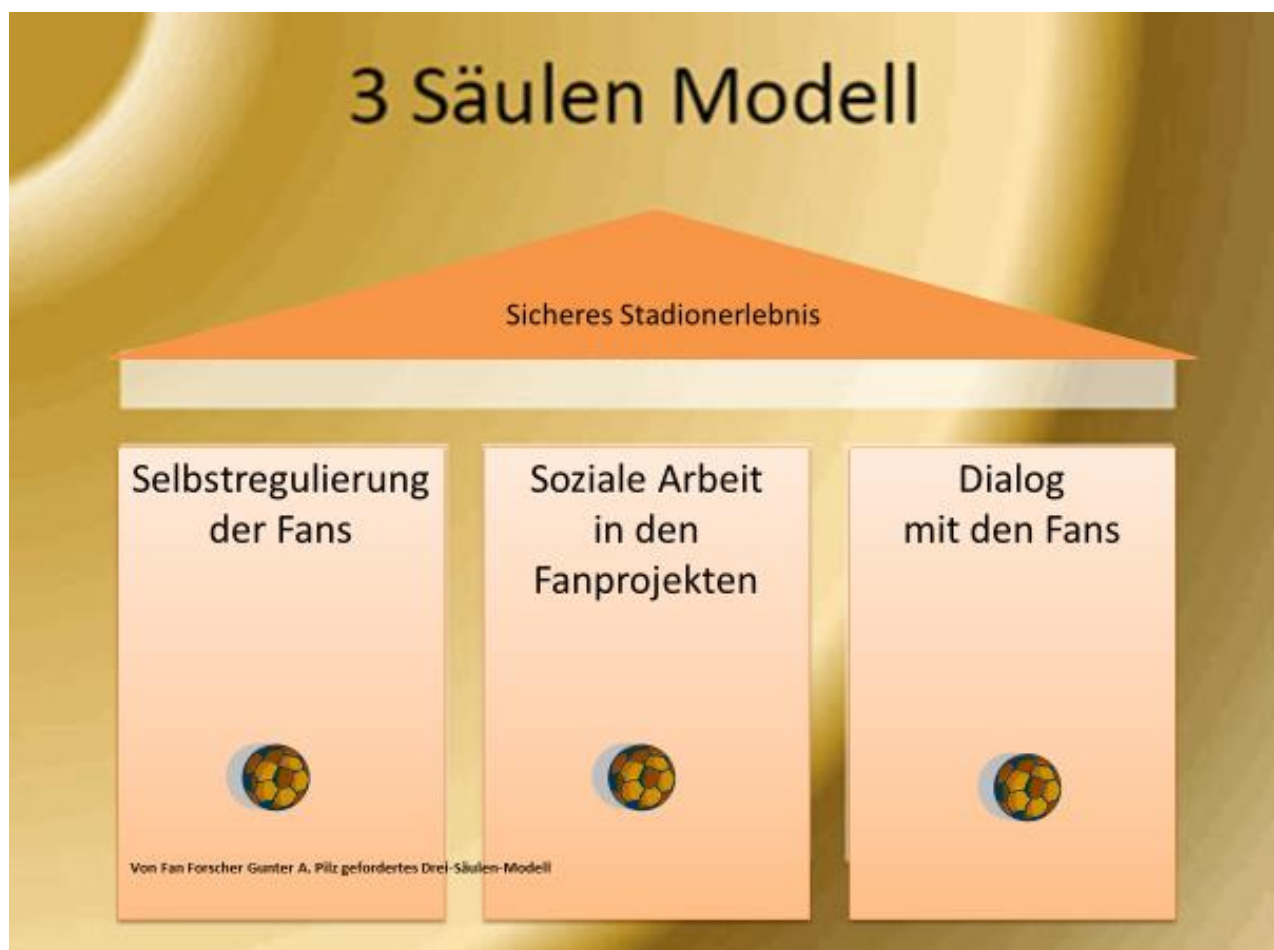 3 Säulen Modell
Sicheres Stadionerlebnis
Selbstregulierung
der Fans
Soziale Arbeit
in den
Fanprojekten
Dialog
mit den Fans
Von Fan Forscher Gunter A. Pilz gefordertes Drei-Säulen-Modell